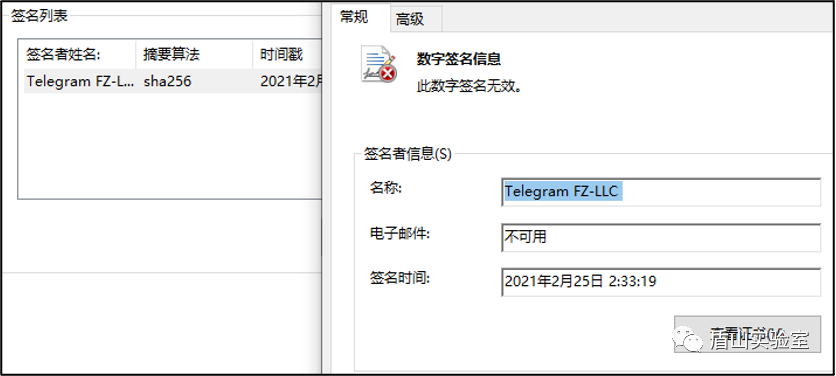 签名列表
签名者姓名: 摘要算法 时间戳
Telegram FZ-L... sha256 2021年2月
常规 高级
数字签名信息
此数字签名无效。
签名者信息(S)
名称: Telegram FZ-LLC
电子邮件: 不可用
签名时间: 2021年2月25日 2:33:19
查看证书(V)
盾山实验室